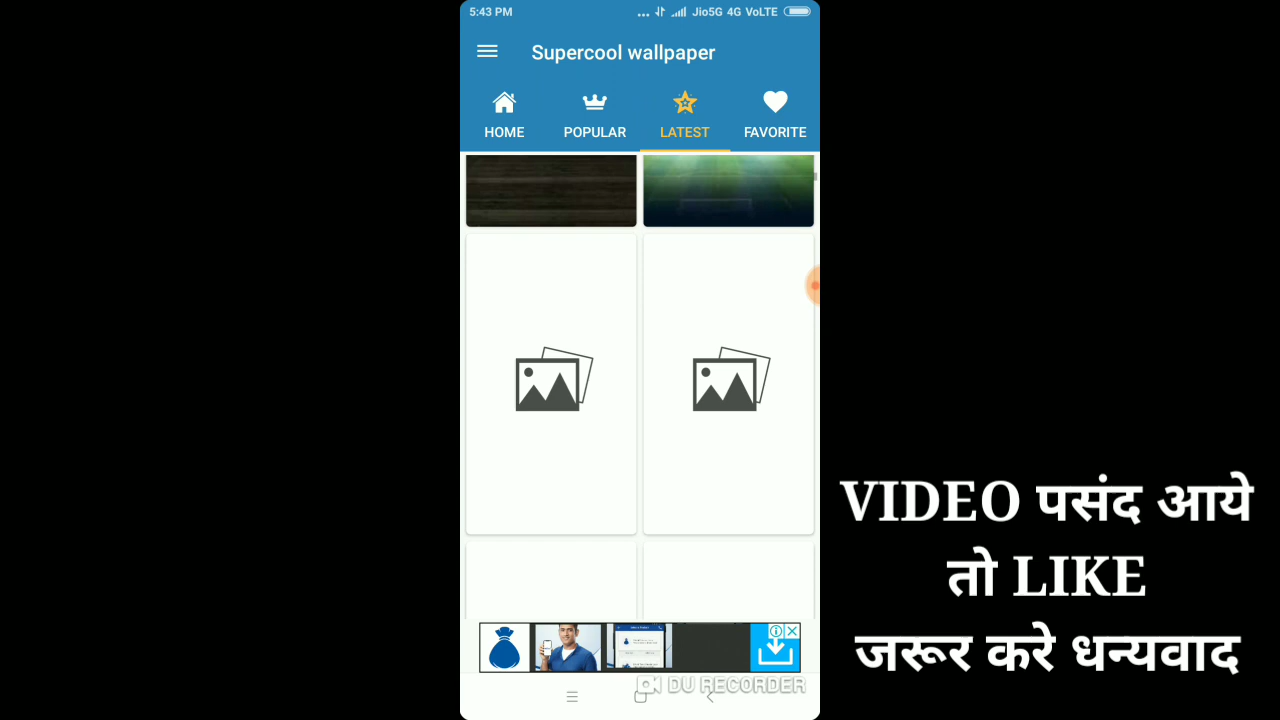 5:43 PM
... Jio5G 4G VoLTE
Supercool wallpaper
HOME
POPULAR
LATEST
FAVORITE
VIDEO पसंद आये
तो LIKE
जरूर करे धन्यवाद
DU RECORDER